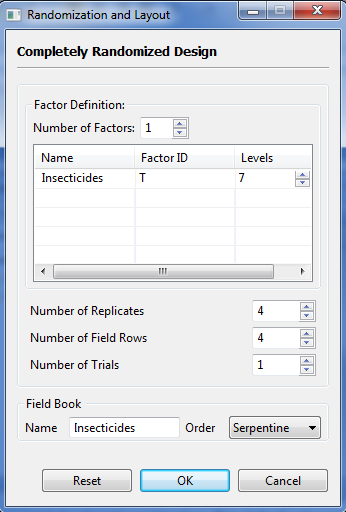 Randomization and Layout
Completely Randomized Design
Factor Definition:
Number of Factors: 1
Name Factor ID Levels
Insecticides T 7
Number of Replicates 4
Number of Field Rows 4
Number of Trials 1
Field Book
Name Insecticides Order Serpentine
Reset OK Cancel